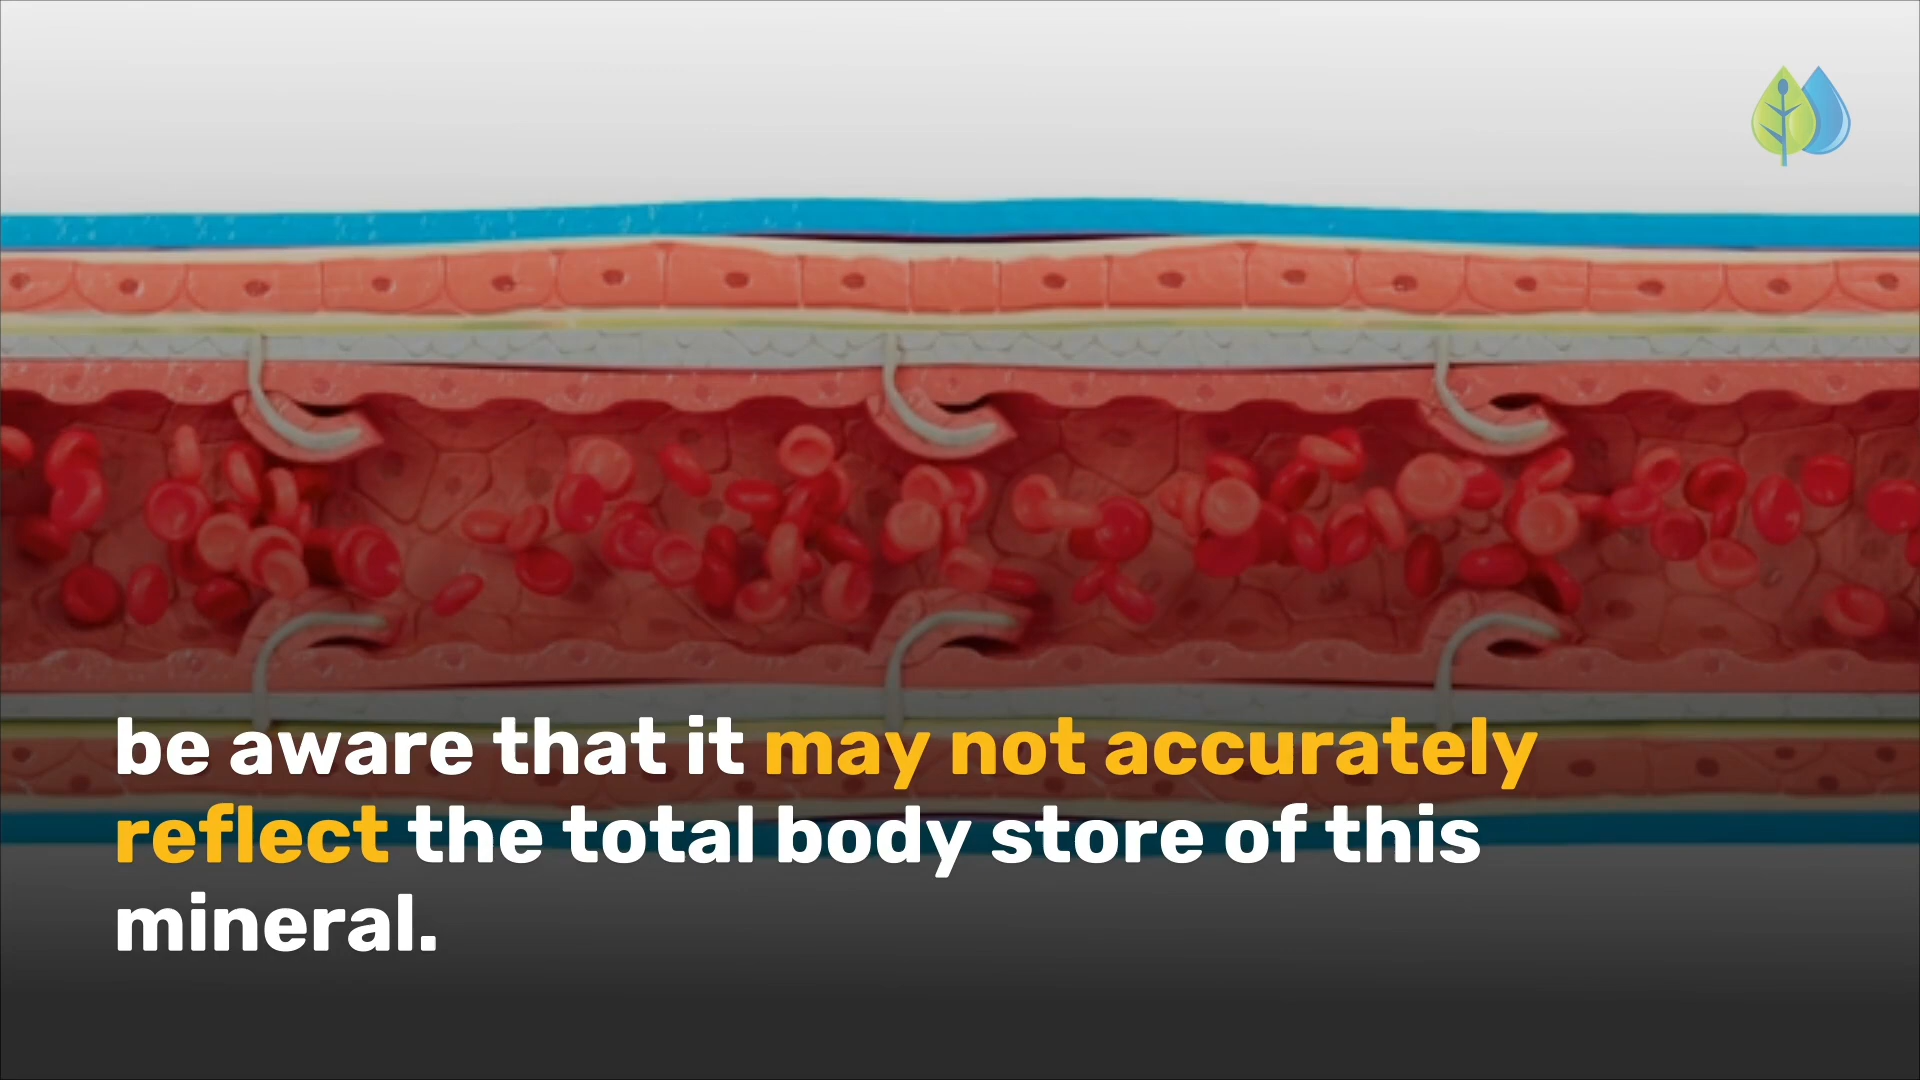 be aware that it may not accurately
reflect the total body store of this
mineral.